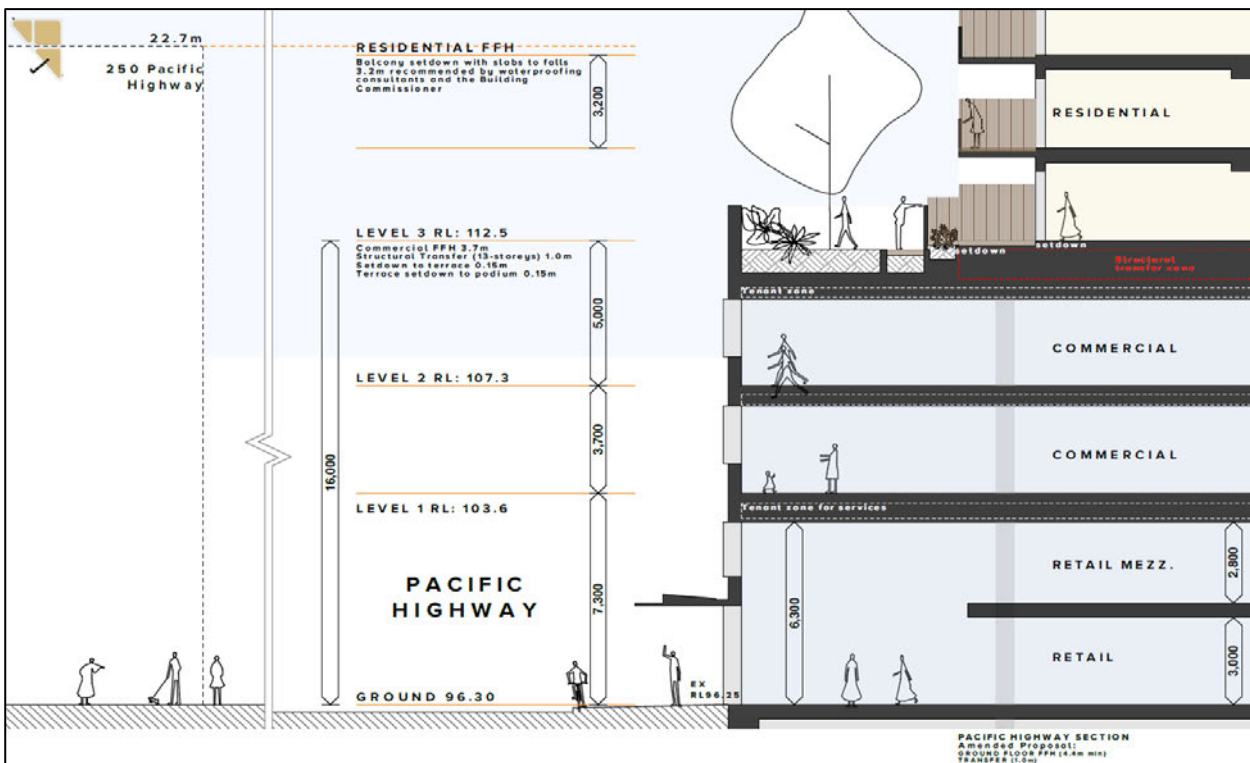 22.7m
250 Pacific
Highway
RESIDENTIAL FFH
Balcony setdown with slabs to falls
3.2m recommended by waterproofing
consultants and the Building
Commissioner
3,200
RESIDENTIAL
LEVEL 3 RL: 112.5
Commercial FFH 3.7m
Structural Transfer (13-storeys) 1.0m
Setdown to terrace 0.15m
Terrace setdown to podium 0.15m
setdown
setdown
Structural
transfer zone
Tenant zone
5,000
COMMERCIAL
LEVEL 2 RL: 107.3
3,700
COMMERCIAL
16,000
LEVEL 1 RL: 103.6
Tenant zone for services
PACIFIC
HIGHWAY
7,300
6,300
RETAIL MEZZ.
2,800
RETAIL
3,000
GROUND 96.30
EX
RL96.25
PACIFIC HIGHWAY SECTION
Amended Proposal:
GROUND FLOOR FFH (4.4m min)
TRANSFER (1.0m)